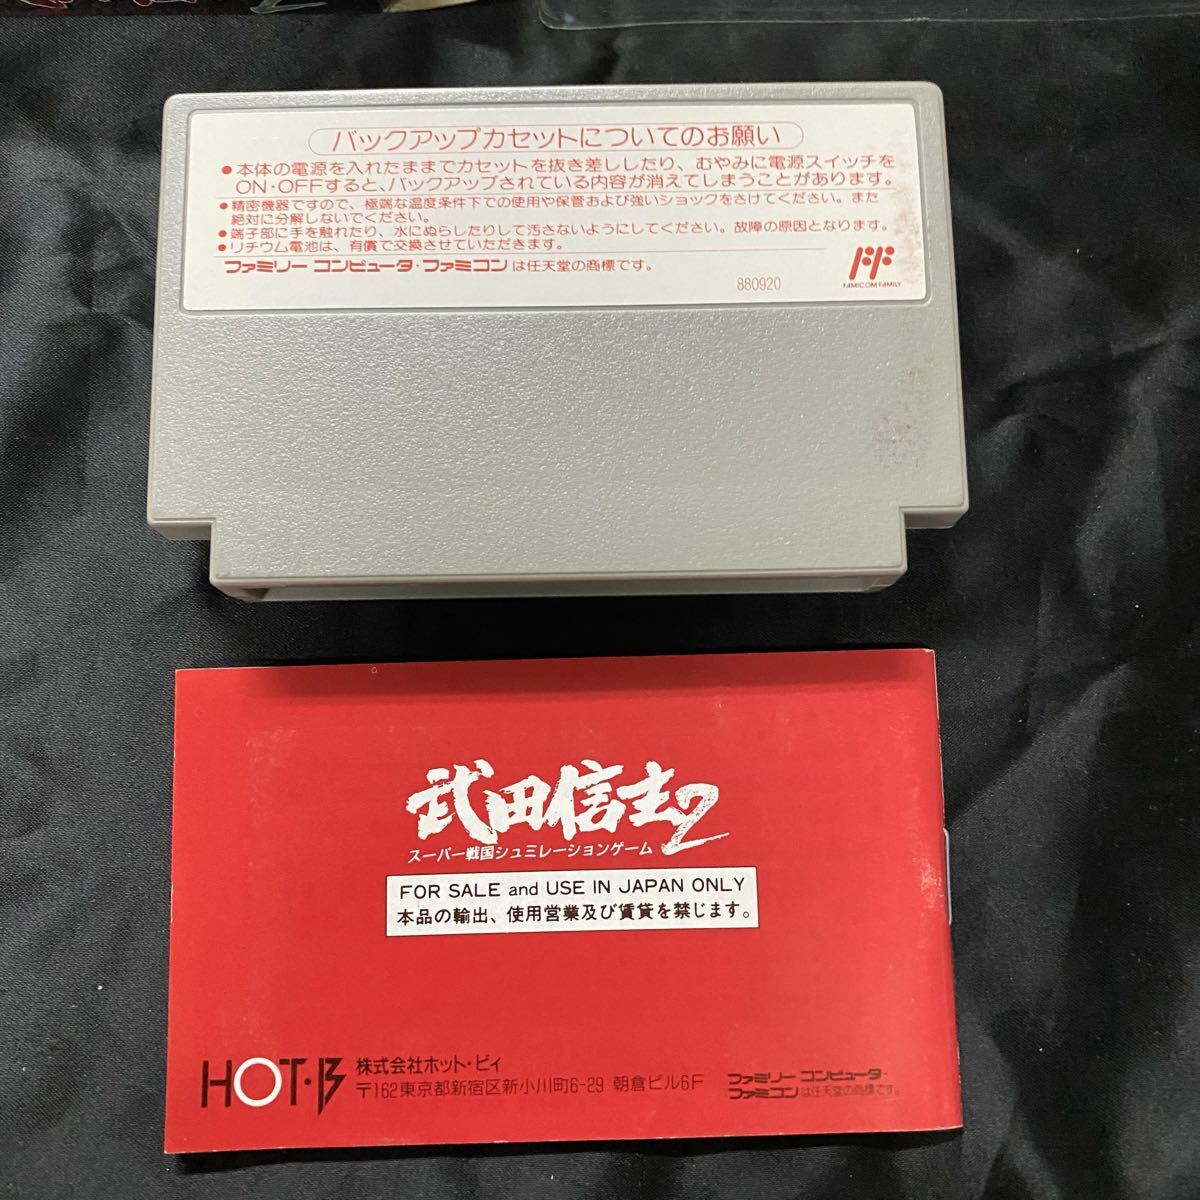 バックアップカセットについてのお願い
●本体の電源を入れたままでカセットを抜き差ししたり、むやみに電源スイッチを
ON・OFFすると、バックアップされている内容が消えてしまうことがあります。
●精密機器ですので、極端な温度条件下での使用や保管および強いショックをさけてください。また
絶対に分解しないでください。
●端子部に手を触れたり、水にぬらしたりして汚さないようにしてください。故障の原因となります。
●リチウム電池は、有償で交換させていただきます。
ファミリー コンピュータ・ファミコン は任天堂の商標です。
FAMICOM FAMILY
880920
武田信玄2
スーパー戦国シュミレーションゲーム
FOR SALE and USE IN JAPAN ONLY
本品の輸出、使用営業及び賃貸を禁じます。
HOT・B
株式会社ホット・ビィ
〒162東京都新宿区新小川町6-29 朝倉ビル6F
ファミリー コンピュータ・
ファミコン は任天堂の商標です。